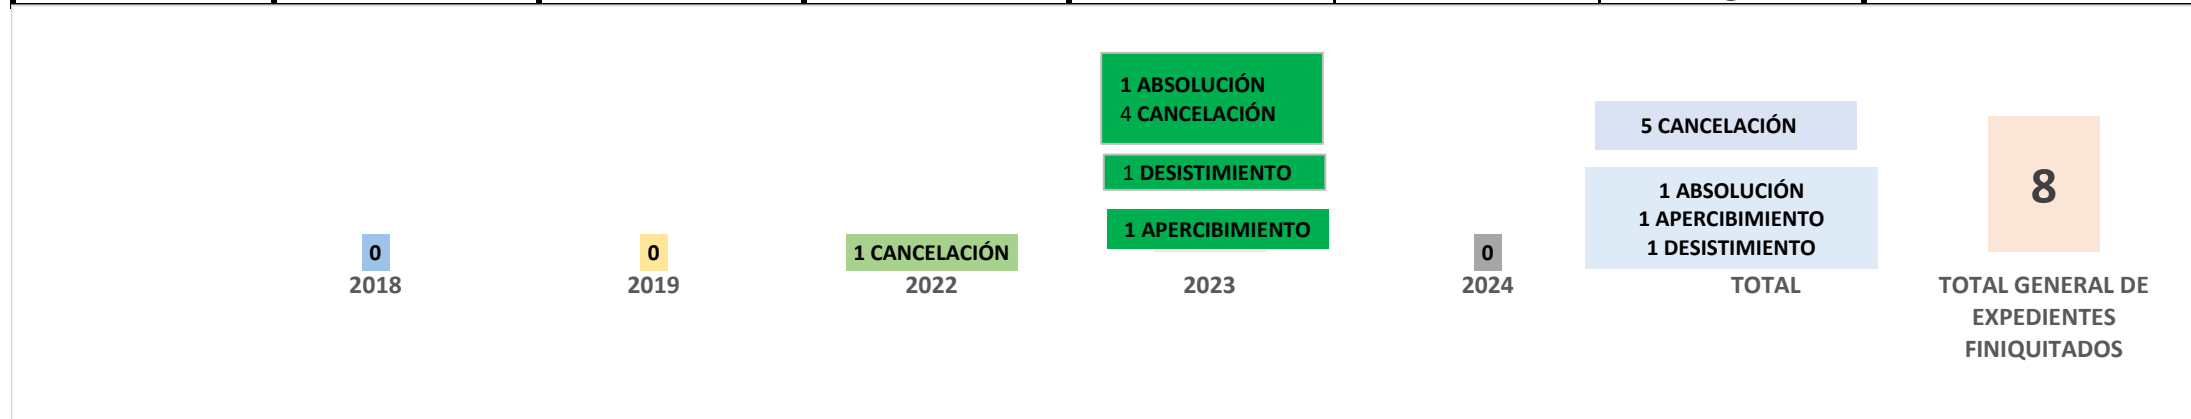 1 ABSOLUCIÓN
4 CANCELACIÓN
1 DESISTIMIENTO
1 APERCIBIMIENTO
5 CANCELACIÓN
1 ABSOLUCIÓN
1 APERCIBIMIENTO
1 DESISTIMIENTO
8
0
0
1 CANCELACIÓN
0
2018
2019
2022
2023
2024
TOTAL
TOTAL GENERAL DE
EXPEDIENTES
FINIQUITADOS